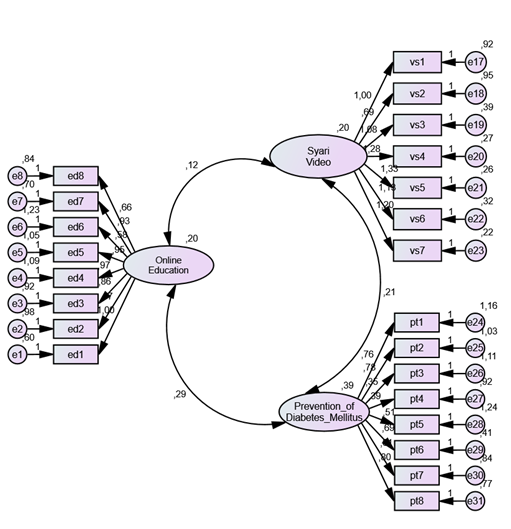 ,92
vs1
1
e17
,95
vs2
1
e18
1,00
,69
,39
vs3
1
e19
1,08
,20
,27
Syari
Video
vs4
1
e20
,28
,12
,26
1,33
vs5
1
e21
,32
vs6
1
e22
1,20
,22
vs7
1
e23
,84
e8
1
ed8
,70
e7
1
ed7
,66
1,23
e6
1
ed6
,93
1,05
e5
1
ed5
,20
Online
Education
1,09
e4
1
ed4
,97
,92
e3
1
ed3
,86
,98
e2
1
ed2
1,00
,60
e1
1
ed1
,21
1,16
pt1
1
e24
1,03
pt2
1
e25
,76
1,11
pt3
1
e26
,92
,35
,39
pt4
1
e27
,39
,29
Prevention_of
Diabetes_Mellitus
1,24
pt5
1
e28
,51
,41
pt6
1
e29
,69
,84
pt7
1
e30
,80
,77
pt8
1
e31